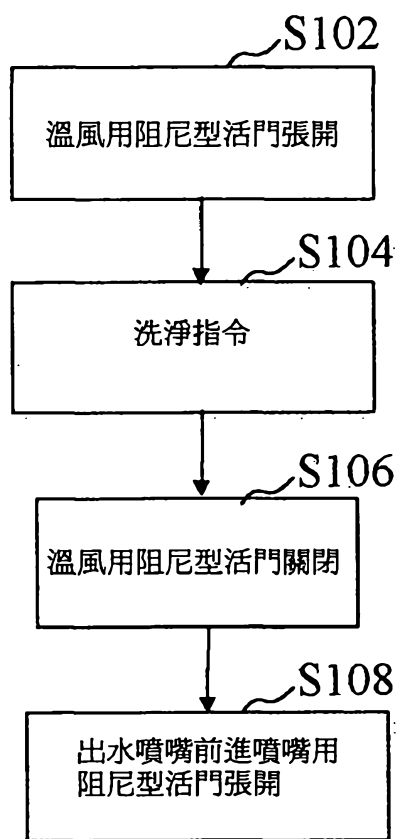 S102
溫風用阻尼型活門張開
S104
洗淨指令
S106
溫風用阻尼型活門關閉
S108
出水噴嘴前進噴嘴用
阻尼型活門張開